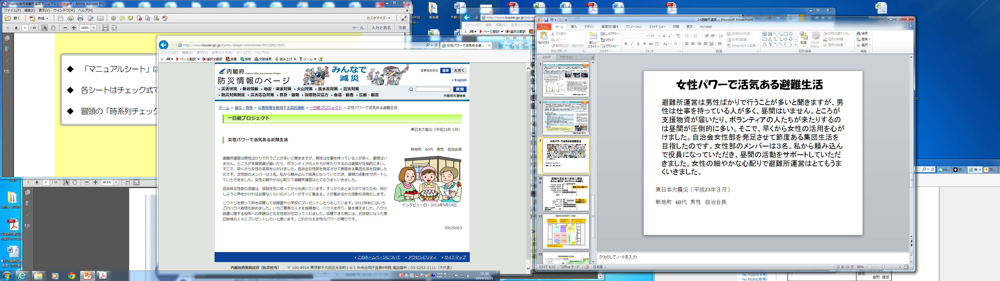 sheet仙台市避難所運営マニュアルシート.pdf - Adobe Acrobat Pro
ファイル(F) 編集(E) 表示(V) ウィンドウ(W) ヘルプ(H)
開く 作成 カスタマイズ
1 / 48 165% ツール 入力と署名 注釈
◆ 「マニュアルシート」は
◆ 各シートはチェック式で
◆ 冒頭の「時系列チェック
1 / 11 60.1%
報告書
http://www.bousai.go.jp/kyoiku/keigen/ichinitimae/thh25063.html
女性パワーで活気ある避...
ファイル(F) 編集(E) 表示(V) お気に入り(A) ツール(T) ヘルプ(H)
x J•E ページ翻訳 選択文翻訳 辞書 検索 文献検索 読み上げ ツール
内閣府 Cabinet Office, Government of Japan
防災情報のページ
みんなで
減災
文字の大きさ 標準 大きく
English
災害状況 新着情報 地震・津波対策 火山対策 風水害対策 雪害対策
検索
防災対策制度 災害応急対策 普及・啓発 国際防災協力 会議・報告 広報・報道
内閣府共通検索
ホーム > 普及・啓発 > 災害被害を軽減する国民運動 > 一日前プロジェクト > 女性パワーで活気ある避難生活
一日前プロジェクト
東日本大震災（平成23年３月）
女性パワーで活気ある避難生活
新地町　60代　男性　自治会長
避難所運営は男性ばかりで行うことが多いと聞きますが、男性は仕事を持っている人が多く、昼間はい
ません。ところが支援物資が届いたり、ボランティアの人たちが来たりするのは昼間が圧倒的に多い。
そこで、早くから女性の活用を心がけました。自治会女性部を発足させて節度ある集団生活を目指した
のです。女性部のメンバーは３名。私から頼み込んで役員になっていただき、昼間の活動をサポートし
ていただきました。女性の細やかな心配りで避難所運営はとてもうまくいきました。
自治体女性部の活躍は、仮設住宅に移ってからも続いています。すっかりまとまりができたため、何か
しようと声をかければ必要なくらいのメンバーがすぐに集まる。人が集まるから活動も活発化します。
ニワトリを飼って卵を収穫して幼稚園や小学校にプレゼントしたりもしています。2012年秋にはいち
ごのハウス栽培も始めました。いちご農家の人々を指導者に、ハウスを作り、苗を植えました。ハウス
設置に関する役所への申請なども女性部が仕切ってくれました。収穫できた暁には、お世話になった周
辺地域の人々にプレゼントしたいと思います。これからも女性のパワーが頼りです。
インタビュー日：2012年9月19日
thh25063
このホームページについて アクセシビリティ サイトマップ
内閣府政策統括官（防災担当） 〒 100-8914 東京都千代田区永田町1-6-1 中央合同庁舎第8号館 電話番号：03-5253-2111（大代表）
http://www.bousai.go.jp/jishin/
ファイル(F) 編集 移動(G) お気に入り(A)
x J•E ページ翻訳 選択文翻訳
14避難所運営 - Microsoft PowerPoint
ファイル ホーム 挿入 デザイン 画面切り替え アニメーション スライド ショー 校閲 表示 Acrobat
貼り付け 切り取り コピー 書式のコピー/貼り付け
クリップボード
新しいスライド レイアウト リセット セクション
スライド
18
フォント
文字列の方向 文字の配置 SmartArt に変換
段落
配置 クイックスタイル 図形の塗りつぶし 図形の枠線 図形の効果
図形描画
検索 置換 選択
編集
スライド アウトライン
7
8
9
10
11
12
女性パワーで活気ある避難生活
避難所運営は男性ばかりで行うことが多いと聞きますが、男
性は仕事を持っている人が多く、昼間はいません。ところが
支援物資が届いたり、ボランティアの人たちが来たりするの
は昼間が圧倒的に多い。そこで、早くから女性の活用を心が
けました。自治会女性部を発足させて節度ある集団生活を
目指したのです。女性部のメンバーは３名。私から頼み込ん
で役員になっていただき、昼間の活動をサポートしていただ
きました。女性の細やかな心配りで避難所運営はとてもうま
くいきました。
東日本大震災（平成23年３月）
新地町　60代　男性　自治会長
クリックしてノートを入力
スライド 9/12 "Office テーマ" 日本語 88%
No.71(2003.冬号)
No.70(2002.秋号)
課長
倉野 康彦
あ 般
15:50
2014/10/25